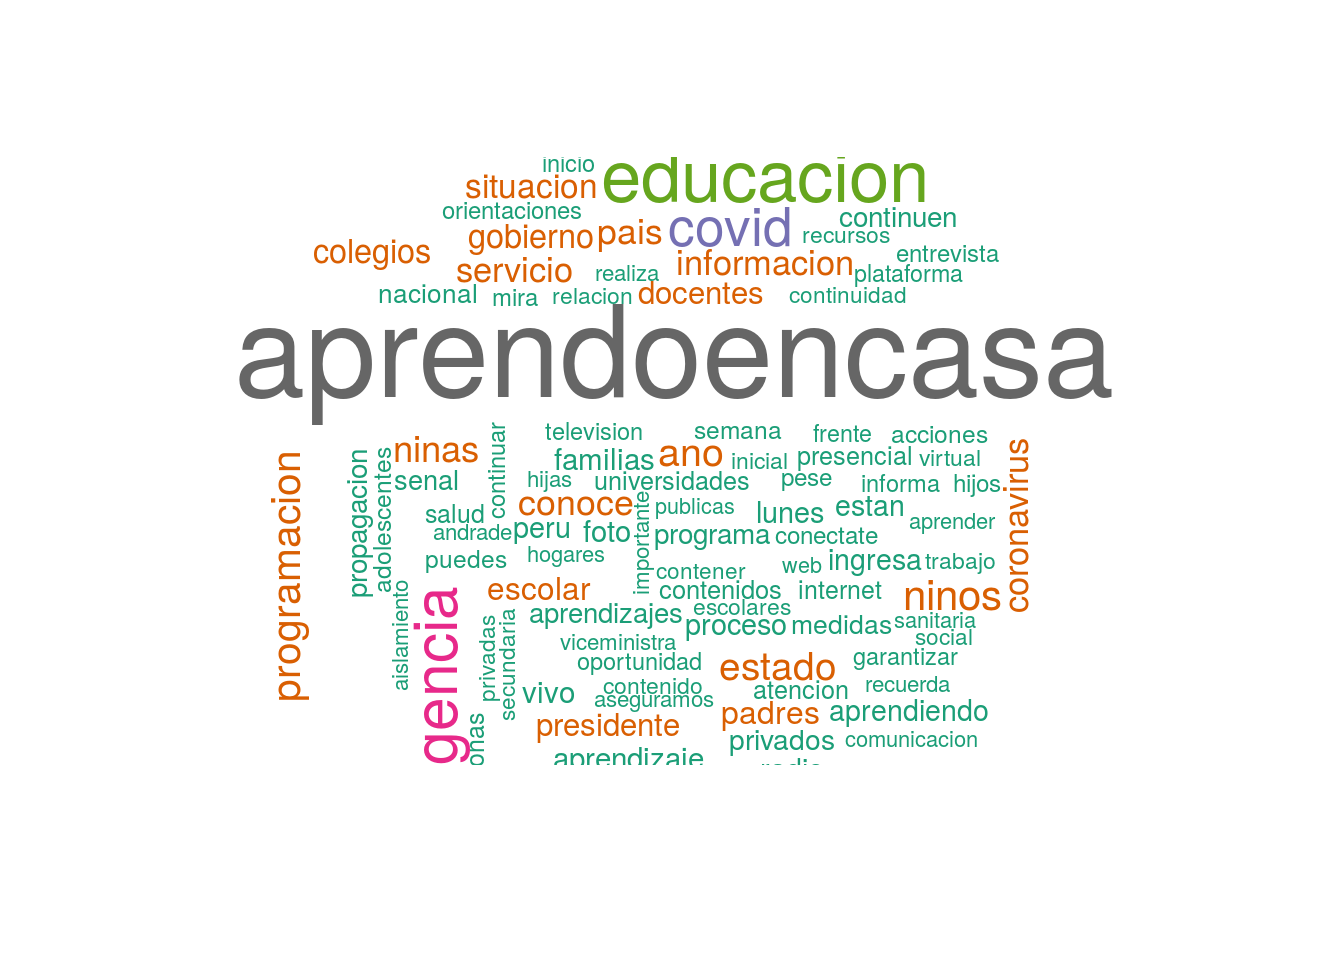 inicio
educacion
situacion
orientaciones
covid
continuen
gobierno
pais
recursos
colegios
informacion
entrevista
servicio
realiza
plataforma
nacional
mira
relacion
docentes
continuidad
aprendoencasa
television
semana
frente
acciones
ninas
continuar
familias
ano
inicial
presencial
virtual
coronavirus
programacion
propagacion
adolescentes
senal
hijas
universidades
pese
informa
hijos
conoce
importante
publicas
lunes
estan
salud
aprender
andrade
peru
foto
programa
conectate
puedes
hogares
contener
web
ingresa
trabajo
escolar
contenidos
internet
ninos
aislamiento
gencia
aprendizajes
escolares
proceso
medidas
sanitaria
social
privadas
secundaria
viceministra
oportunidad
estado
garantizar
vivo
contenido
aseguramos
atencion
recuerda
presidente
padres
aprendiendo
onas
privados
comunicacion
aprendizaje